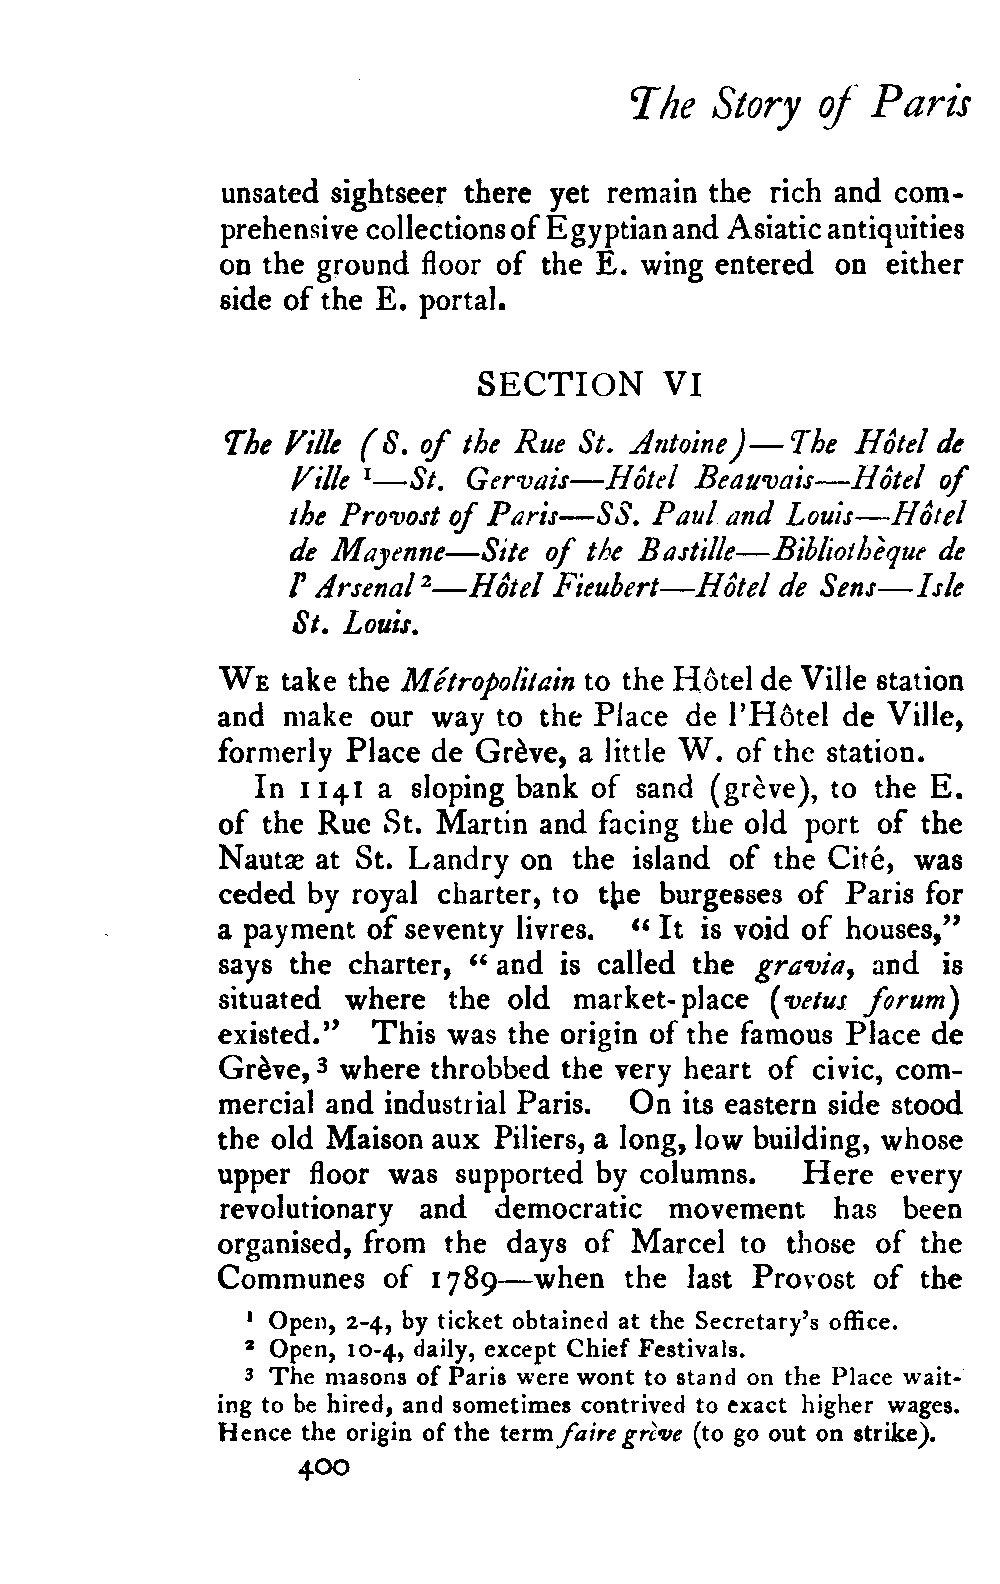 The Story of Paris
unsated sightseer there yet remain the rich and com-
prehensive collections of Egyptian and Asiatic antiquities
on the ground floor of the E. wing entered on either
side of the E. portal.
SECTION VI
The Ville (S. of the Rue St. Antoine)—The Hôtel de
Ville ¹—St. Gervais—Hôtel Beauvais—Hôtel of
the Provost of Paris—SS. Paul and Louis—Hôtel
de Mayenne—Site of the Bastille—Bibliothèque de
l'Arsenal ²—Hôtel Fieubert—Hôtel de Sens—Isle
St. Louis.
WE take the Métropolitain to the Hôtel de Ville station
and make our way to the Place de l'Hôtel de Ville,
formerly Place de Grève, a little W. of the station.
In 1141 a sloping bank of sand (grève), to the E.
of the Rue St. Martin and facing the old port of the
Nautæ at St. Landry on the island of the Cité, was
ceded by royal charter, to the burgesses of Paris for
a payment of seventy livres. “It is void of houses,”
says the charter, “and is called the gravia, and is
situated where the old market-place (vetus forum)
existed.” This was the origin of the famous Place de
Grève,³ where throbbed the very heart of civic, com-
mercial and industrial Paris. On its eastern side stood
the old Maison aux Piliers, a long, low building, whose
upper floor was supported by columns. Here every
revolutionary and democratic movement has been
organised, from the days of Marcel to those of the
Communes of 1789—when the last Provost of the
¹ Open, 2-4, by ticket obtained at the Secretary's office.
² Open, 10-4, daily, except Chief Festivals.
³ The masons of Paris were wont to stand on the Place wait-
ing to be hired, and sometimes contrived to exact higher wages.
Hence the origin of the term faire grève (to go out on strike).
400